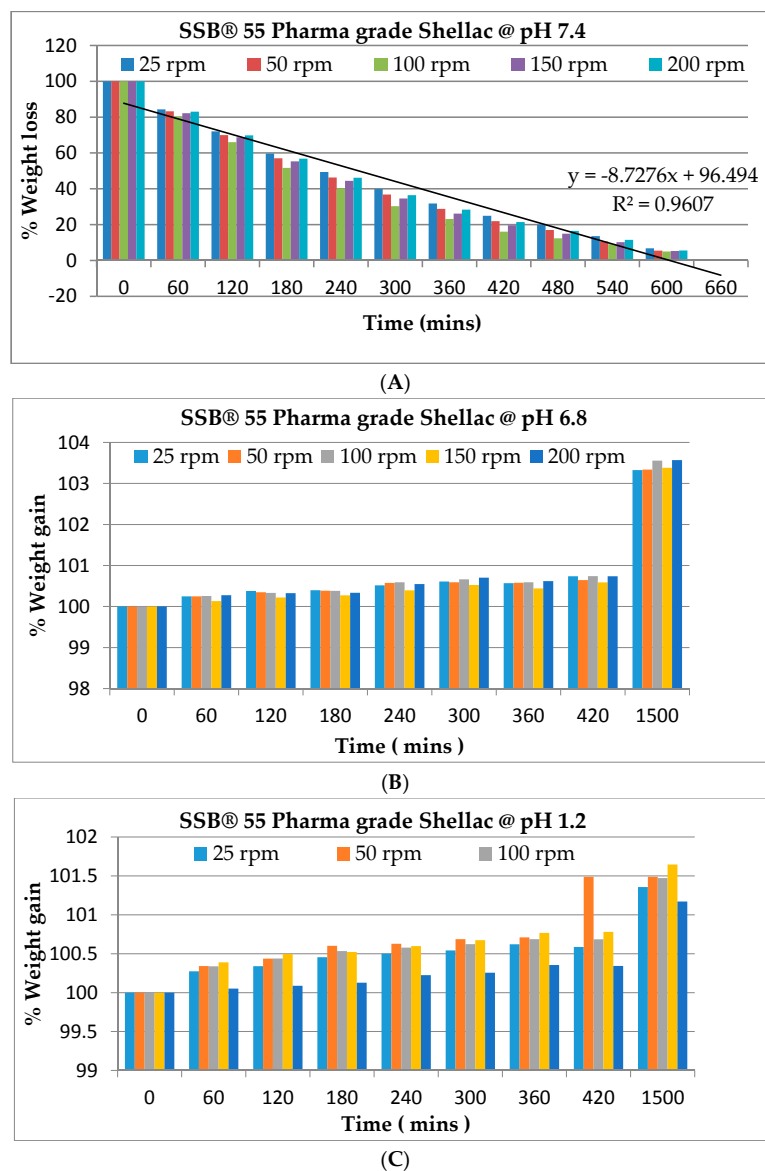 SSB® 55 Pharma grade Shellac @ pH 7.4
25 rpm 50 rpm 100 rpm 150 rpm 200 rpm
120
100
80
60
40
20
0
-20
% Weight loss
y = -8.7276x + 96.494
R² = 0.9607
0 60 120 180 240 300 360 420 480 540 600 660
Time (mins)
(A)
SSB® 55 Pharma grade Shellac @ pH 6.8
25 rpm 50 rpm 100 rpm 150 rpm 200 rpm
104
103
102
101
100
99
98
% Weight gain
0 60 120 180 240 300 360 420 1500
Time ( mins )
(B)
SSB® 55 Pharma grade Shellac @ pH 1.2
25 rpm 50 rpm 100 rpm
102
101.5
101
100.5
100
99.5
99
% Weight gain
0 60 120 180 240 300 360 420 1500
Time ( mins )
(C)